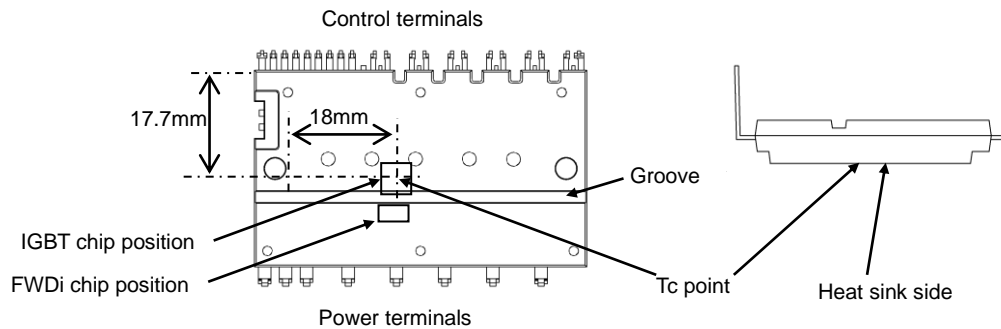 Control terminals
17.7mm
18mm
Groove
IGBT chip position
FWDi chip position
Tc point
Heat sink side
Power terminals